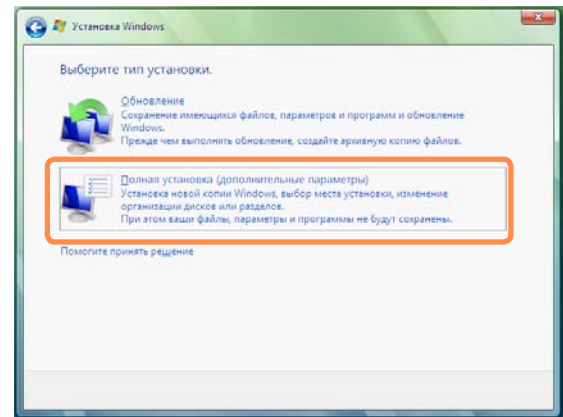 Установка Windows
Выберите тип установки.
Обновление
Сохранение имеющихся файлов, параметров и программ и обновление
Windows.
Прежде чем выполнить обновление, создайте архивную копию файлов.
Полная установка (дополнительные параметры)
Установка новой копии Windows, выбор места установки, изменение
организации дисков или разделов.
При этом ваши файлы, параметры и программы не будут сохранены.
Помогите принять решение